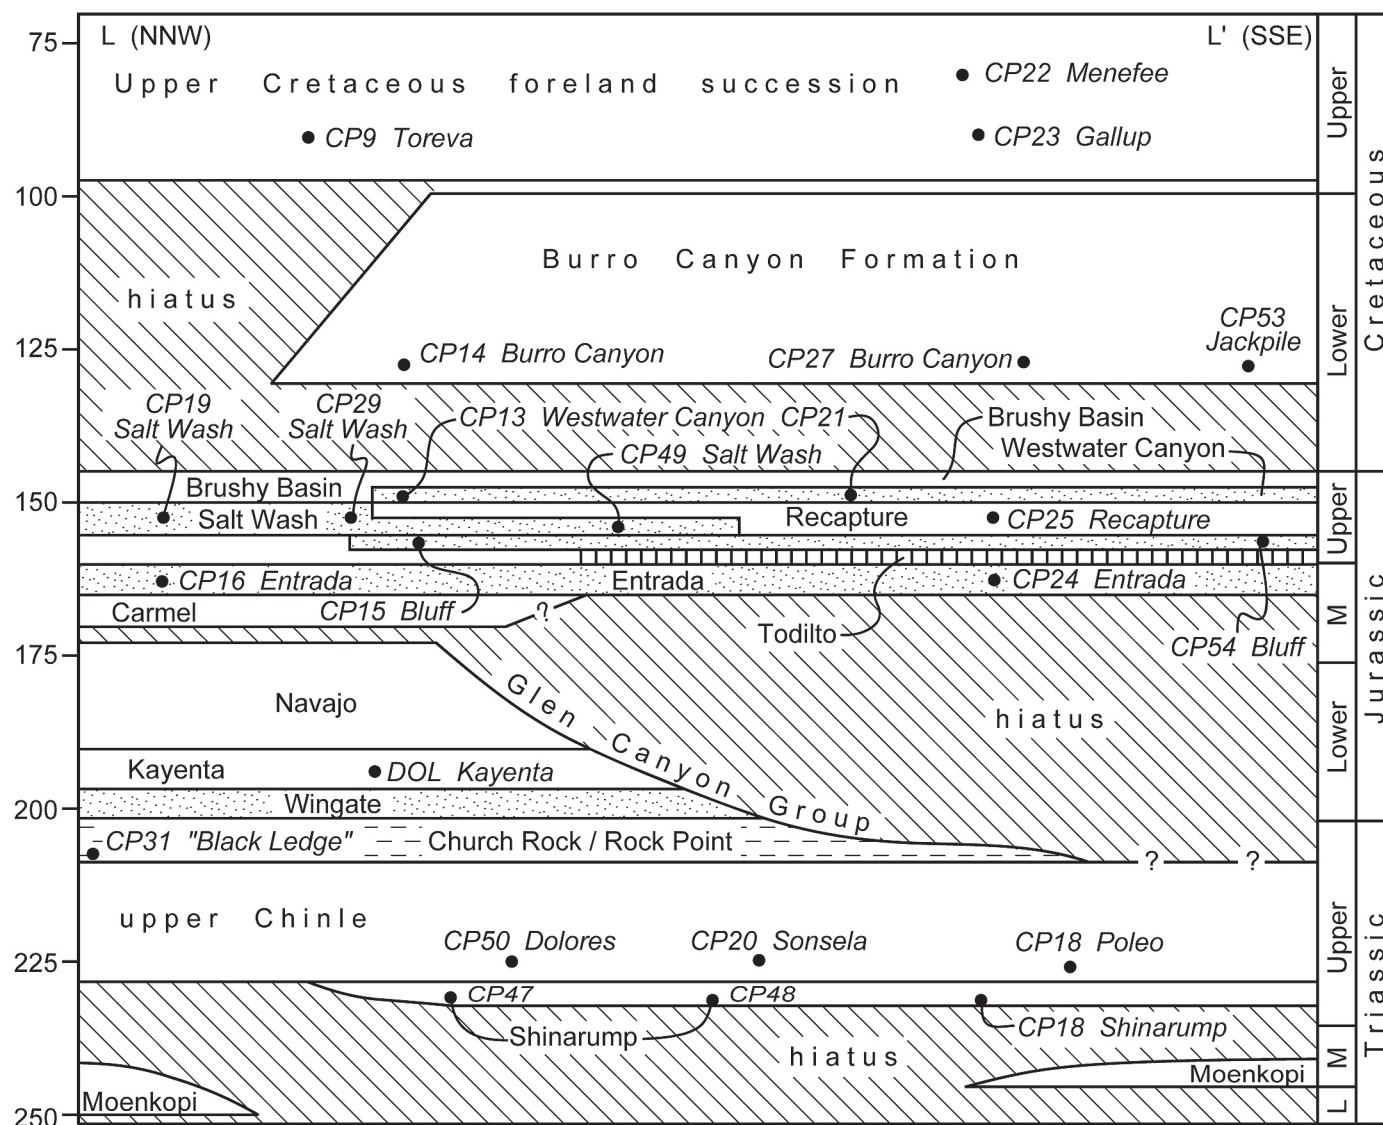 L (NNW)
L' (SSE)
75
Upper Cretaceous foreland succession
CP22 Menefee
CP9 Toreva
CP23 Gallup
Upper
100
Burro Canyon Formation
hiatus
CP53
Jackpile
125
CP14 Burro Canyon
CP27 Burro Canyon
Lower
Cretaceous
CP19
Salt Wash
CP29
Salt Wash
CP13 Westwater Canyon CP21
Brushy Basin
CP49 Salt Wash
Westwater Canyon
Brushy Basin
150
Salt Wash
Recapture
CP25 Recapture
Upper
CP16 Entrada
Entrada
CP24 Entrada
Carmel
CP15 Bluff
?
Todilto
CP54 Bluff
M
175
Navajo
Glen Canyon Group
hiatus
Lower
Jurassic
Kayenta
DOL Kayenta
Wingate
200
CP31 "Black Ledge"
Church Rock / Rock Point
? ?
upper Chinle
CP50 Dolores
CP20 Sonsela
CP18 Poleo
Upper
225
CP47
CP48
Shinarump
CP18 Shinarump
hiatus
M
Triassic
Moenkopi
Moenkopi
L
250